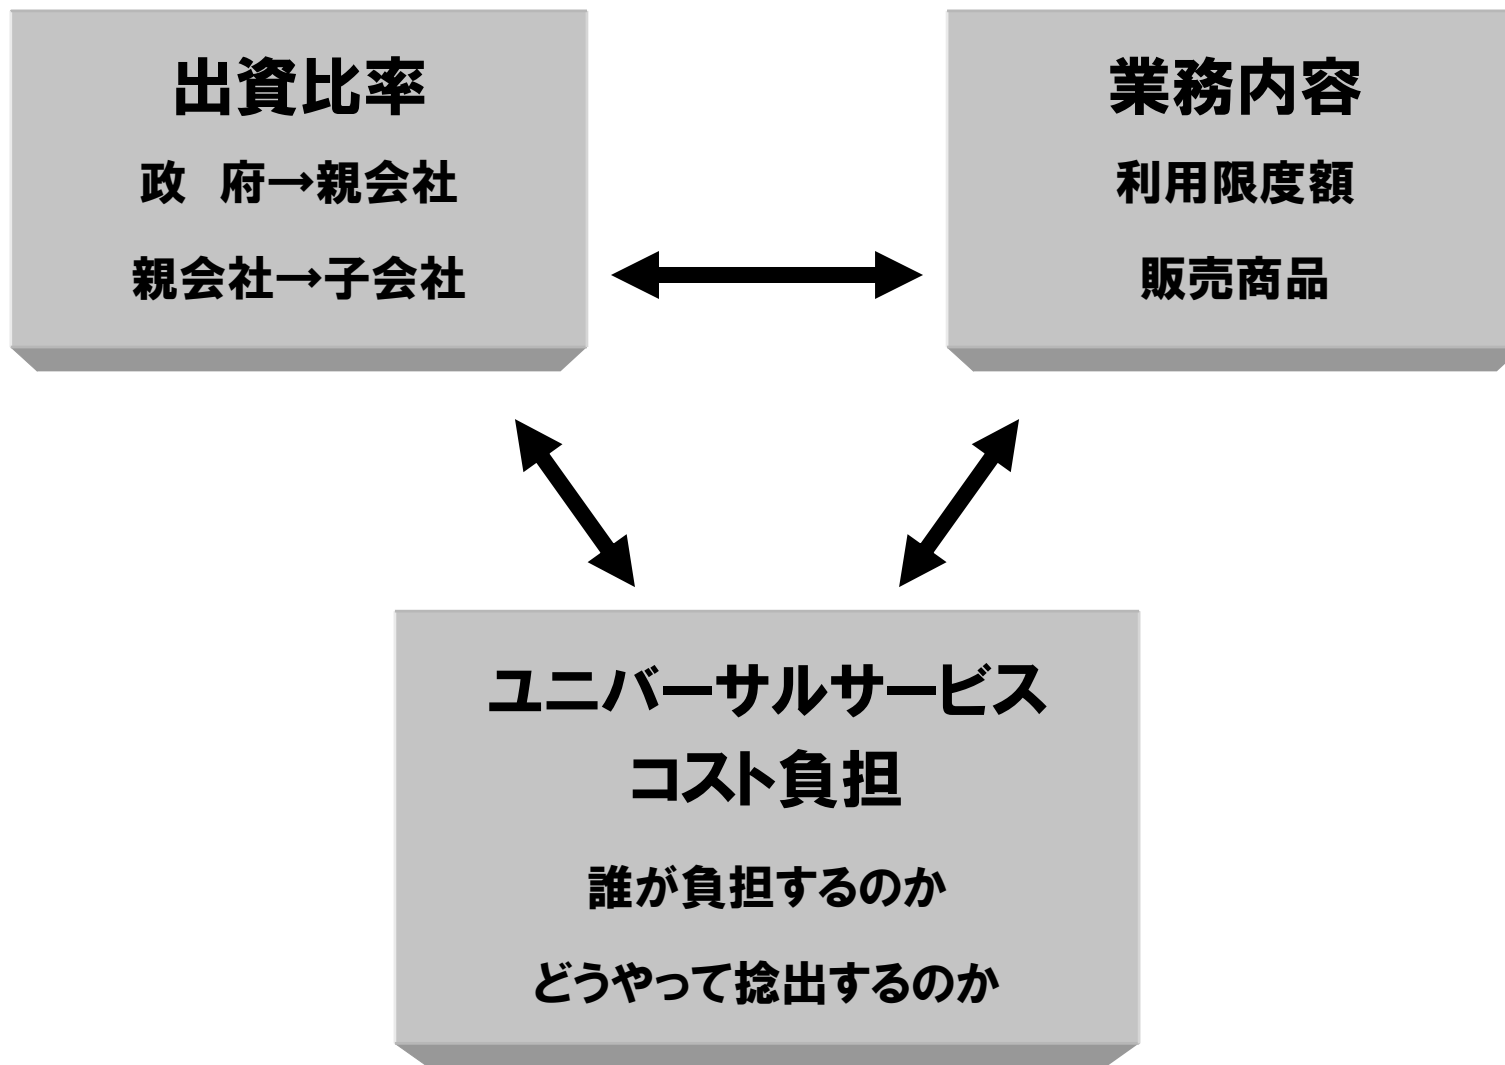 出資比率
政　府→親会社
親会社→子会社
業務内容
利用限度額
販売商品
ユニバーサルサービス
コスト負担
誰が負担するのか
どうやって捻出するのか